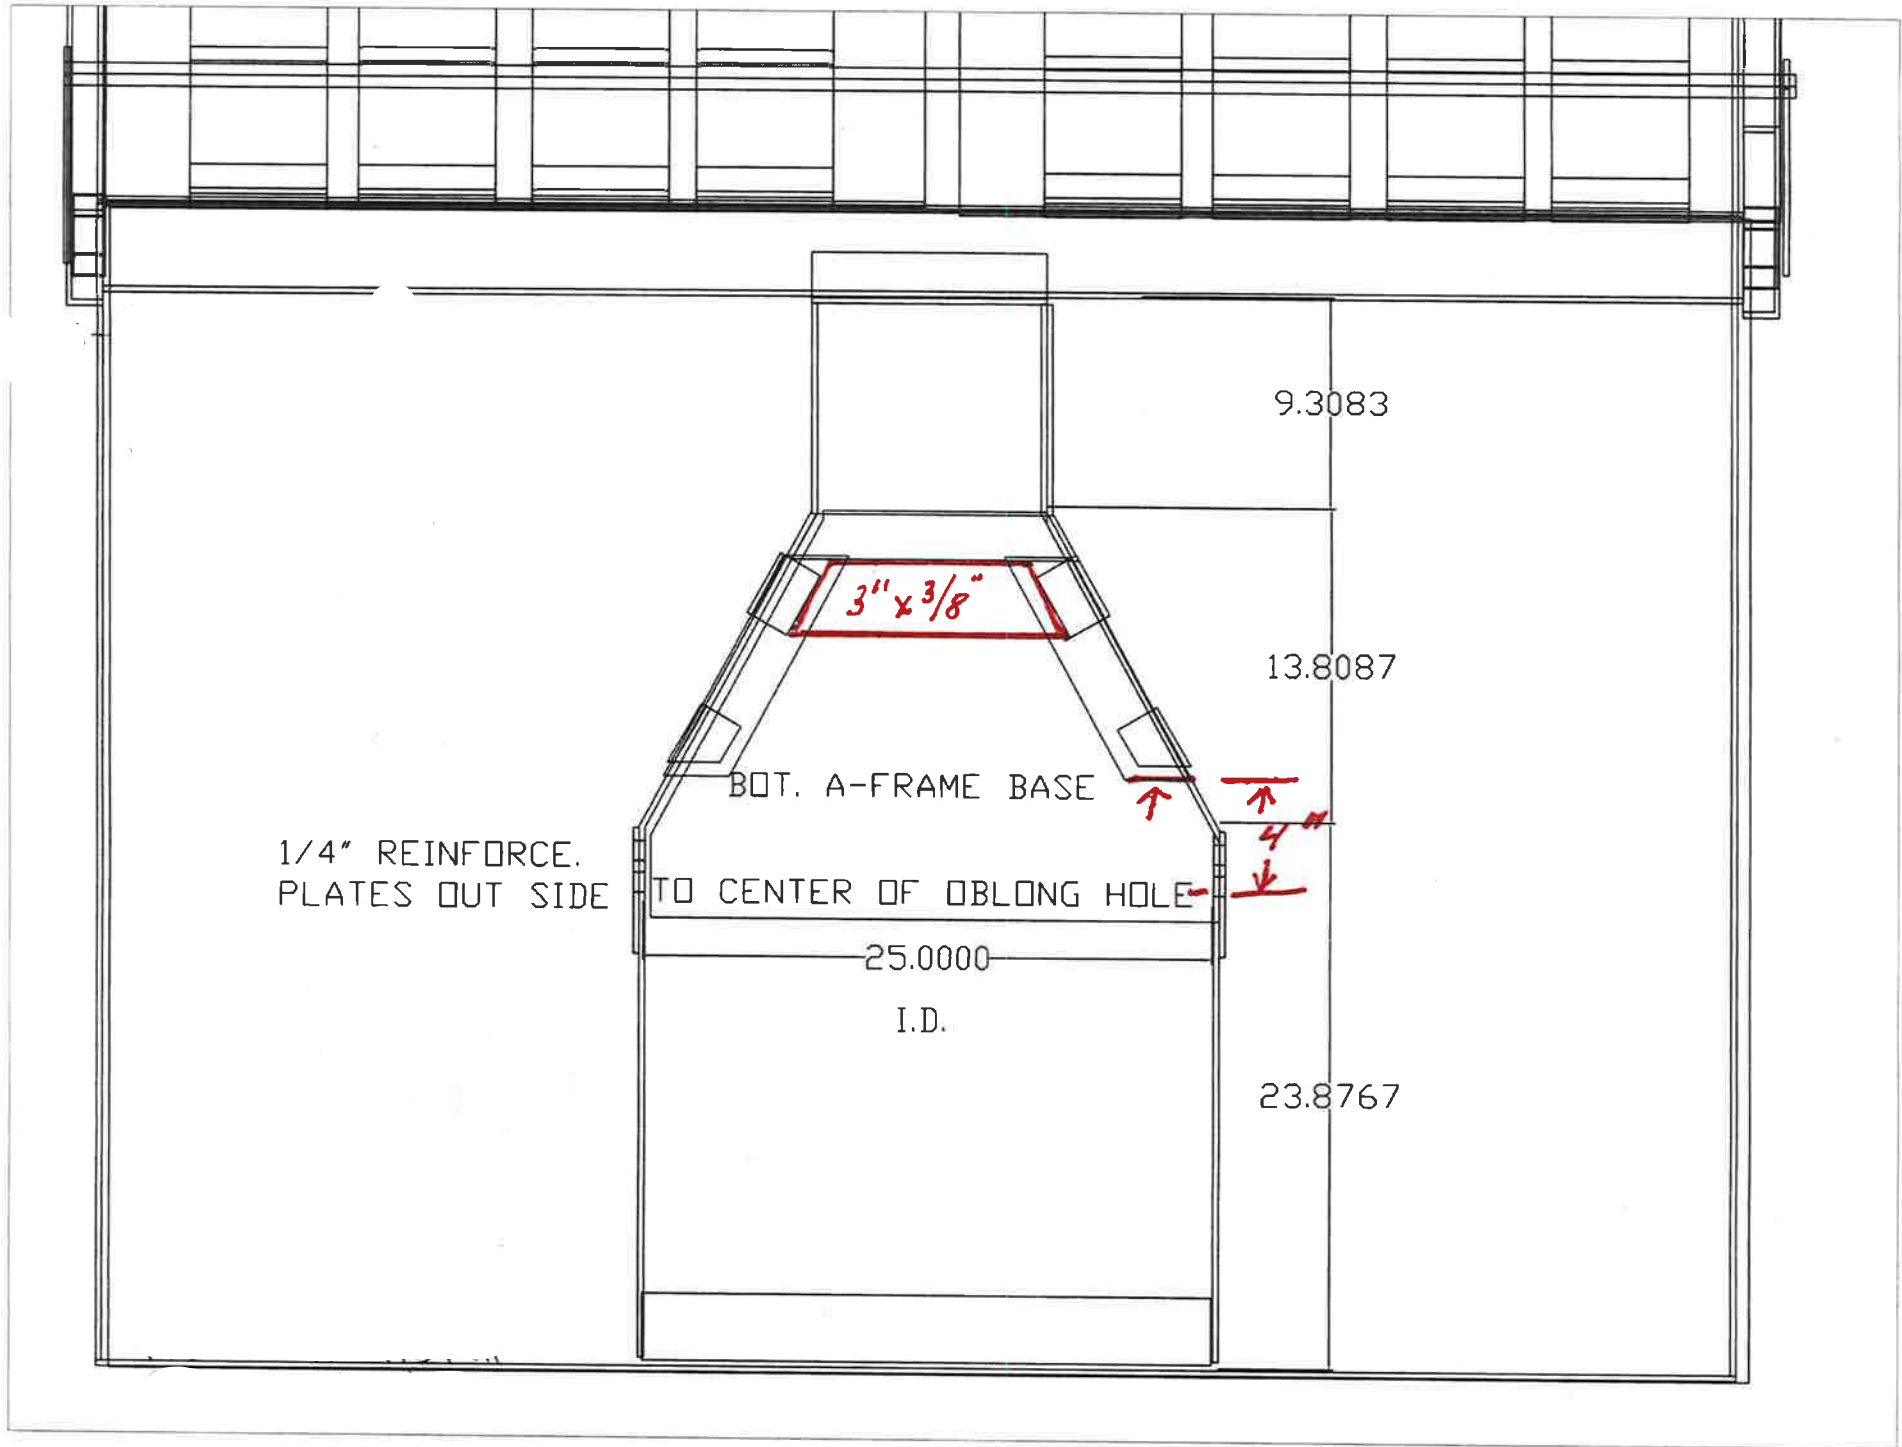 9.3083
3" x 3/8"
13.8087
BOT. A-FRAME BASE
4"
1/4" REINFORCE.
PLATES OUT SIDE
TO CENTER OF OBLONG HOLE
25.0000
I.D.
23.8767